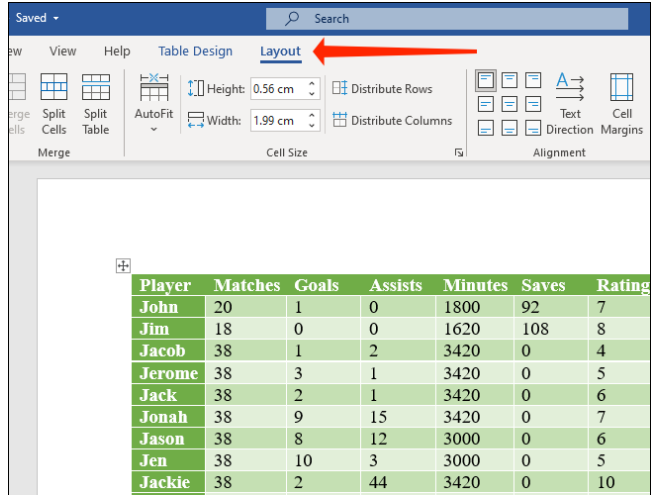 Saved
Search
ew View Help Table Design Layout
Height: 0.56 cm Distribute Rows
erge Split Split AutoFit Text Cell
ells Cells Table Width: 1.99 cm Distribute Columns Direction Margins
Merge Cell Size Alignment
Player Matches Goals Assists Minutes Saves Rating
John 20 1 0 1800 92 7
Jim 18 0 0 1620 108 8
Jacob 38 1 2 3420 0 4
Jerome 38 3 1 3420 0 5
Jack 38 2 1 3420 0 6
Jonah 38 9 15 3420 0 7
Jason 38 8 12 3000 0 6
Jen 38 10 3 3000 0 5
Jackie 38 2 44 3420 0 10